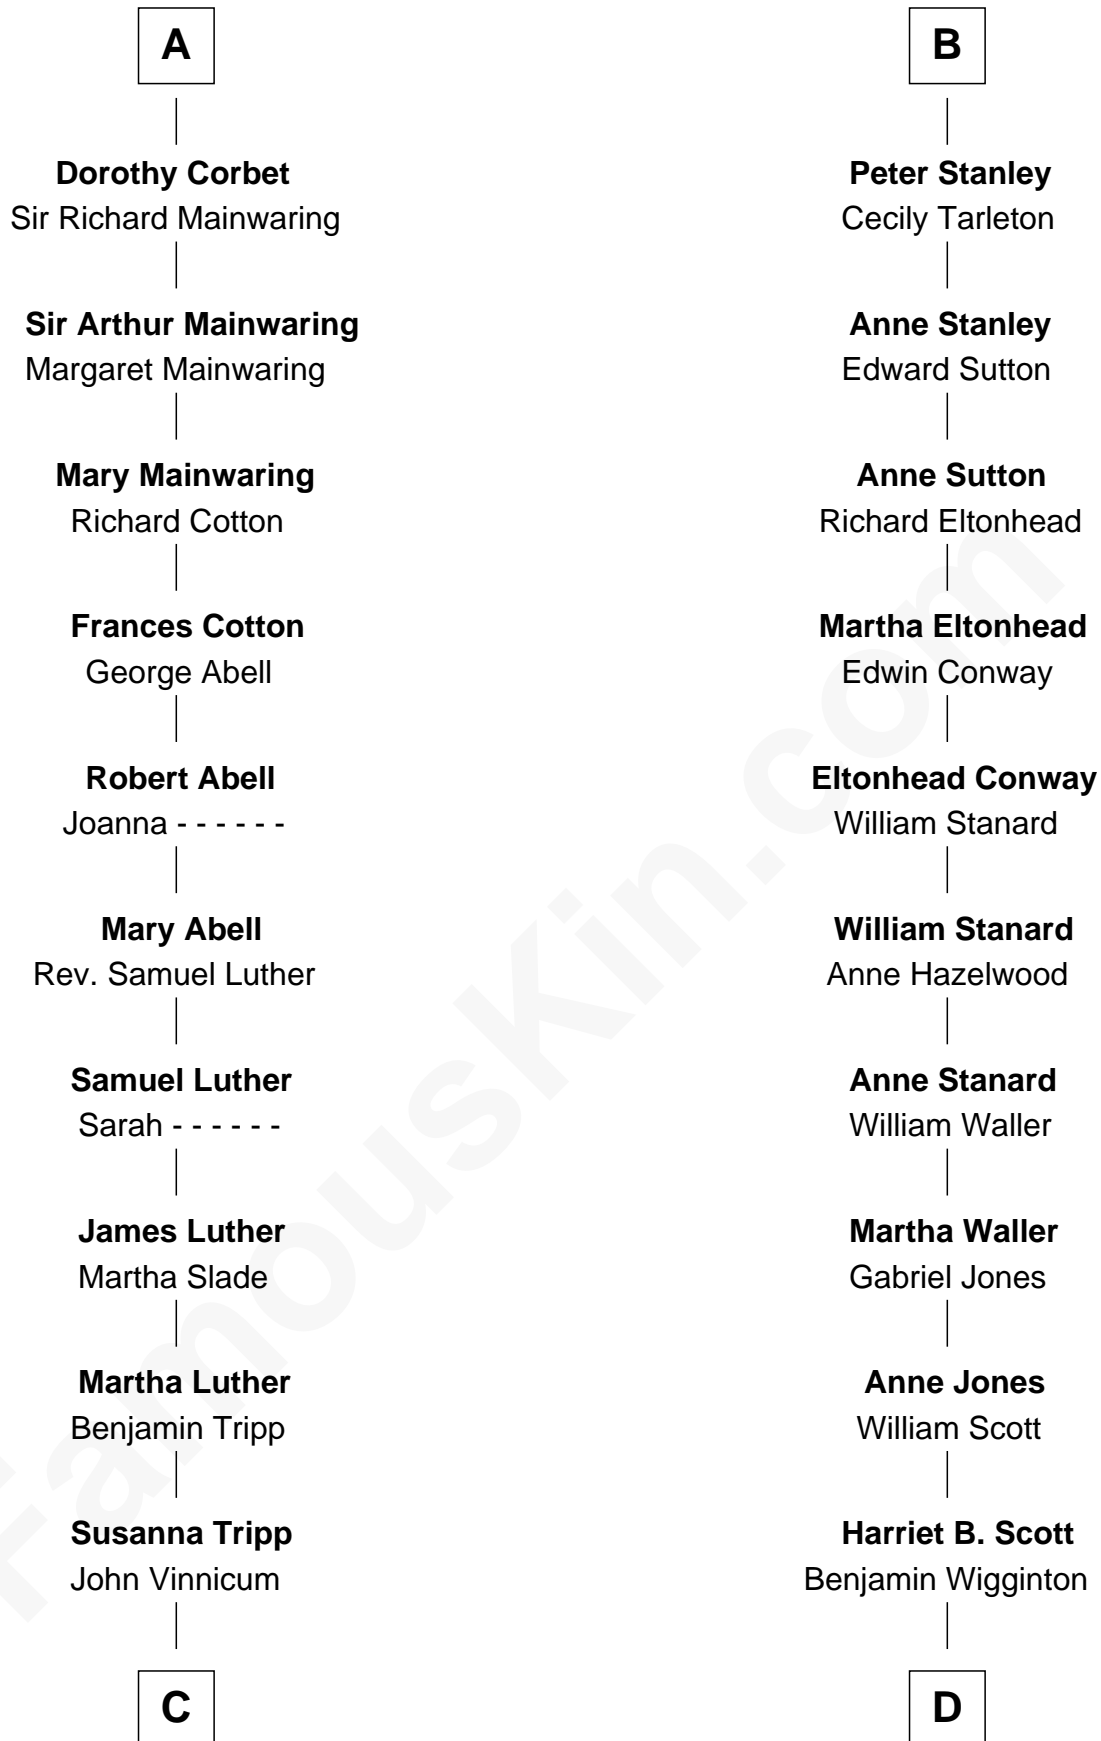 A
Dorothy Corbet
Sir Richard Mainwaring
Sir Arthur Mainwaring
Margaret Mainwaring
Mary Mainwaring
Richard Cotton
Frances Cotton
George Abell
Robert Abell
Joanna - - - - - -
Mary Abell
Rev. Samuel Luther
Samuel Luther
Sarah - - - - - -
James Luther
Martha Slade
Martha Luther
Benjamin Tripp
Susanna Tripp
John Vinnicum
C
B
Peter Stanley
Cecily Tarleton
Anne Stanley
Edward Sutton
Anne Sutton
Richard Eltonhead
Martha Eltonhead
Edwin Conway
Eltonhead Conway
William Stanard
William Stanard
Anne Hazelwood
Anne Stanard
William Waller
Martha Waller
Gabriel Jones
Anne Jones
William Scott
Harriet B. Scott
Benjamin Wigginton
D
FamousKin.com